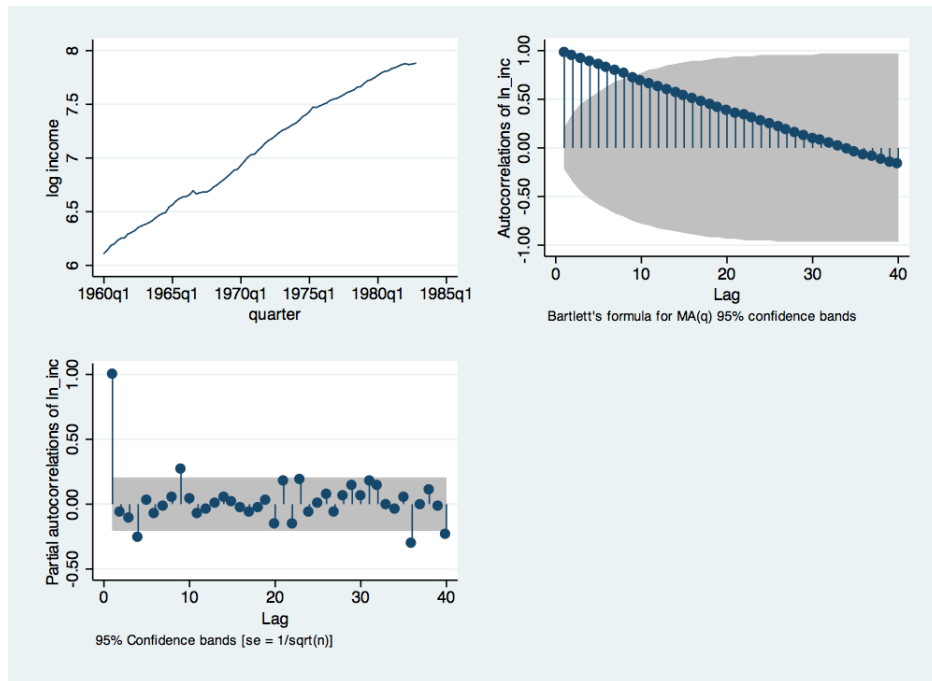 log income
8
7.5
7
6.5
6
1960q1 1965q1 1970q1 1975q1 1980q1 1985q1
quarter
Autocorrelations of ln_inc
1.00
0.50
0.00
-0.50
-1.00
0 10 20 30 40
Lag
Bartlett's formula for MA(q) 95% confidence bands
Partial autocorrelations of ln_inc
1.00
0.50
0.00
-0.50
0 10 20 30 40
Lag
95% Confidence bands [se = 1/sqrt(n)]